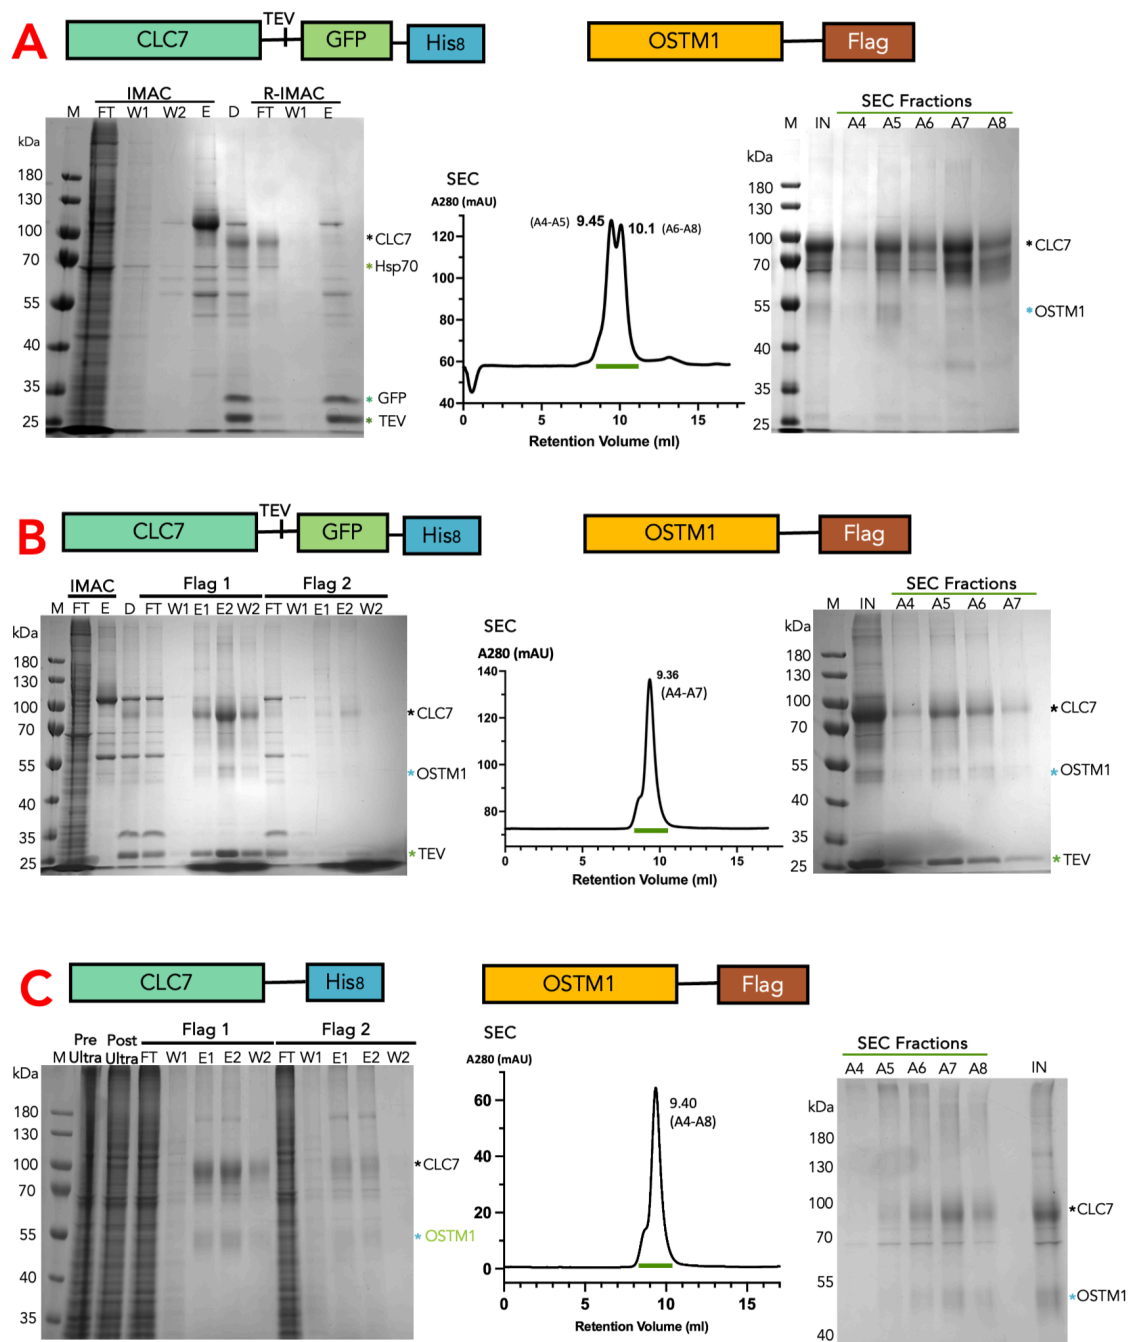 A
CLC7
TEV
GFP
His8
OSTM1
Flag
IMAC
R-IMAC
M FT W1 W2 E D FT W1 E
kDa
180
130
100
70
55
40
35
25
*CLC7
*Hsp70
*GFP
*TEV
SEC
A280 (mAU)
(A4-A5) 9.45 10.1 (A6-A8)
120
100
80
60
40
0 5 10 15
Retention Volume (ml)
SEC Fractions
M IN A4 A5 A6 A7 A8
kDa
180
130
100
70
55
40
35
25
*CLC7
*OSTM1
B
CLC7
TEV
GFP
His8
OSTM1
Flag
IMAC Flag 1 Flag 2
M FT E D FT W1 E1 E2 W2 FT W1 E1 E2 W2
kDa
180
130
100
70
55
40
35
25
*CLC7
*OSTM1
*TEV
SEC
A280 (mAU)
9.36
(A4-A7)
140
120
100
80
0 5 10 15
Retention Volume (ml)
SEC Fractions
M IN A4 A5 A6 A7
kDa
180
130
100
70
55
40
35
25
*CLC7
*OSTM1
*TEV
C
CLC7
His8
OSTM1
Flag
Flag 1 Flag 2
Pre Post
M Ultra Ultra FT W1 E1 E2 W2 FT W1 E1 E2 W2
kDa
180
130
100
70
55
40
35
*CLC7
*OSTM1
SEC
A280 (mAU)
9.40
(A4-A8)
60
40
20
0
0 5 10 15
Retention Volume (ml)
SEC Fractions
A4 A5 A6 A7 A8 IN
kDa
180
130
100
70
55
40
*CLC7
*OSTM1